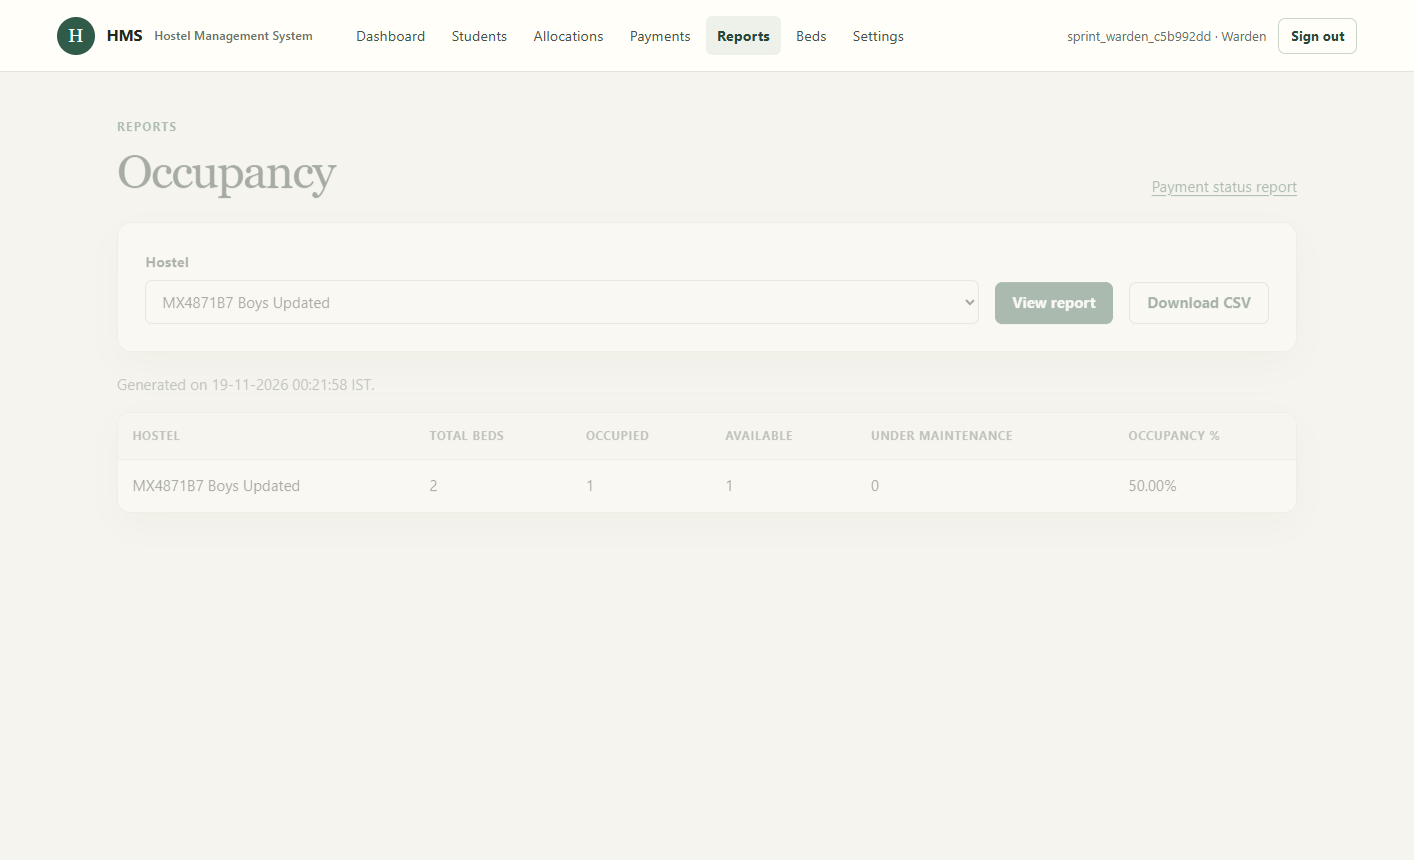 H HMS Hostel Management System Dashboard Students Allocations Payments Reports Beds Settings sprint_warden_c5b992dd · Warden Sign out
REPORTS
Occupancy
Payment status report
Hostel
MX4871B7 Boys Updated View report Download CSV
Generated on 19-11-2026 00:21:58 IST.
HOSTEL TOTAL BEDS OCCUPIED AVAILABLE UNDER MAINTENANCE OCCUPANCY %
MX4871B7 Boys Updated 2 1 1 0 50.00%